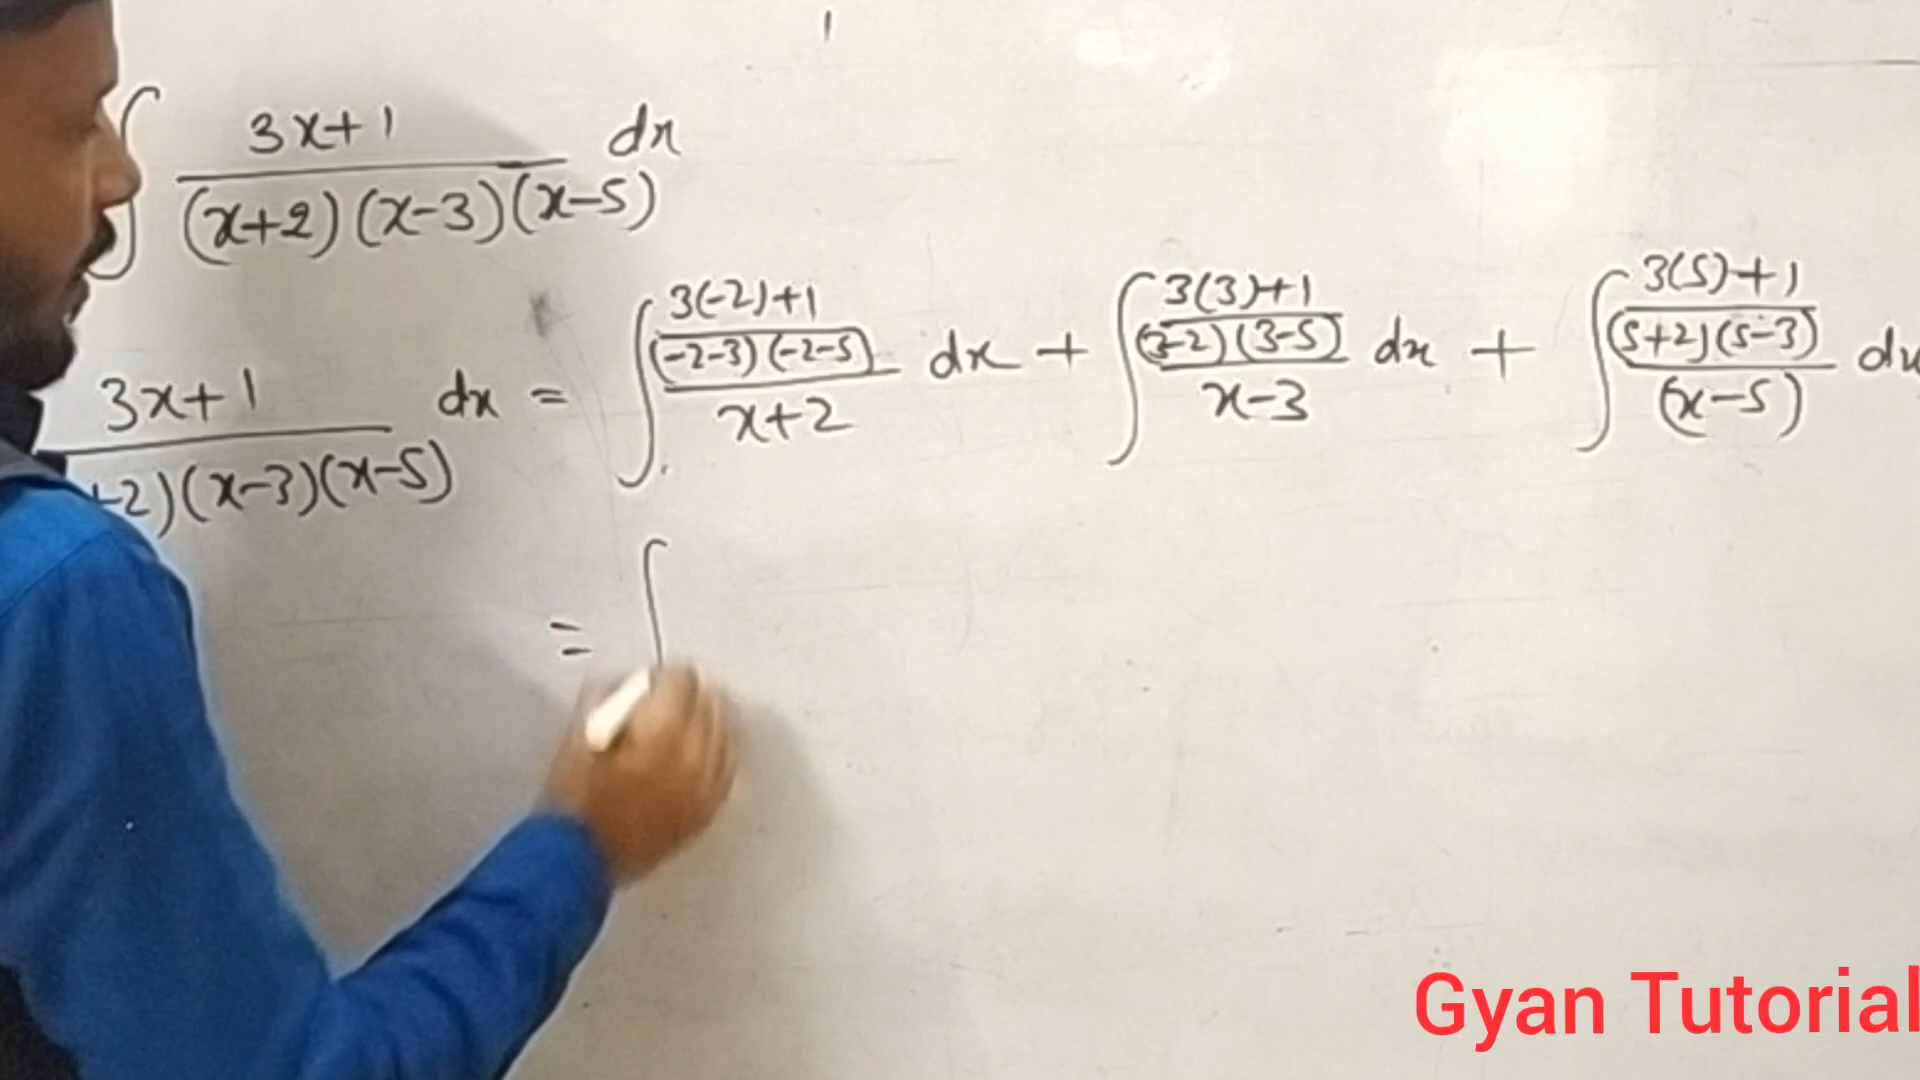 ∫ 3x+1 / (x+2)(x-3)(x-5) dx
3x+1 / +2)(x-3)(x-5) dx = ∫ 3(-2)+1 / (-2-3)(-2-5) / x+2 dx + ∫ 3(3)+1 / (3-2)(3-5) / x-3 dx + ∫ 3(5)+1 / (5+2)(5-3) / (x-5) dx
= ∫
Gyan Tutorial